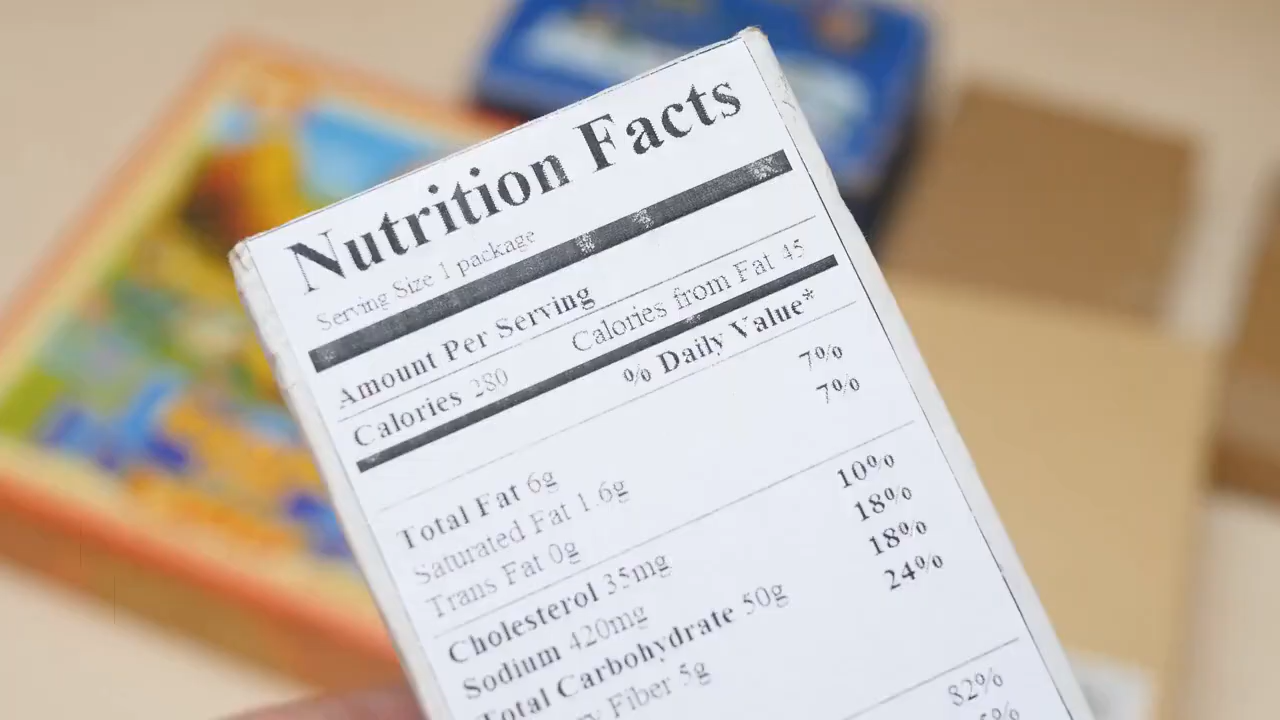 Nutrition Facts
Serving Size 1 package
Amount Per Serving
Calories 280 Calories from Fat 45
% Daily Value*
Total Fat 6g 7%
Saturated Fat 1.6g 7%
Trans Fat 0g
Cholesterol 35mg 10%
Sodium 420mg 18%
Total Carbohydrate 50g 18%
Fiber 5g 24%
82%